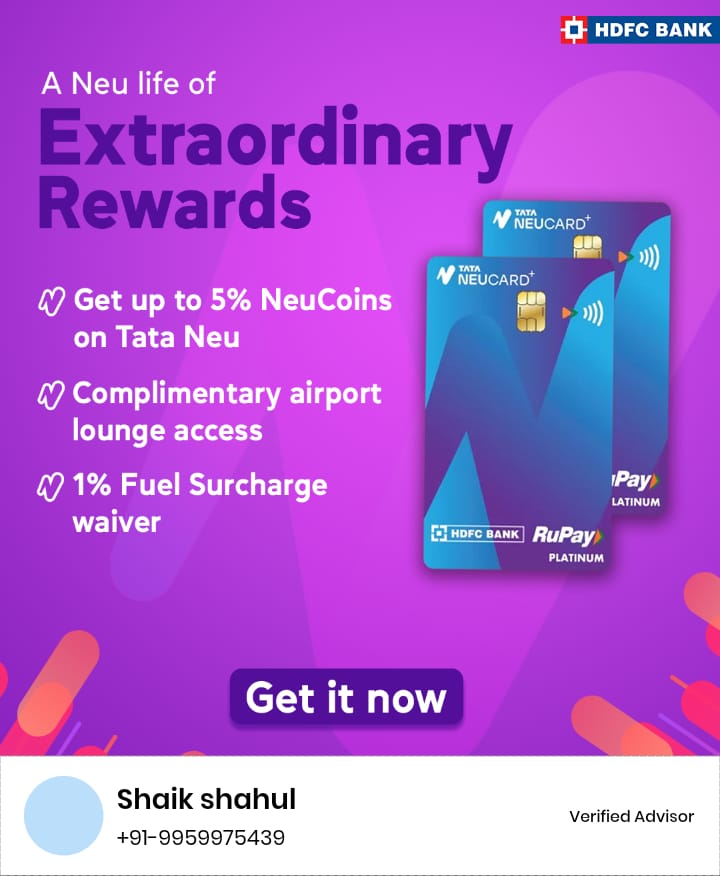 HDFC BANK
A Neu life of
Extraordinary
Rewards
Get up to 5% NeuCoins
on Tata Neu
Complimentary airport
lounge access
1% Fuel Surcharge
waiver
TATA
NEUCARD+
TATA
NEUCARD+
uPay
LATINUM
HDFC BANK RuPay
PLATINUM
Get it now
Shaik shahul
+91-9959975439
Verified Advisor